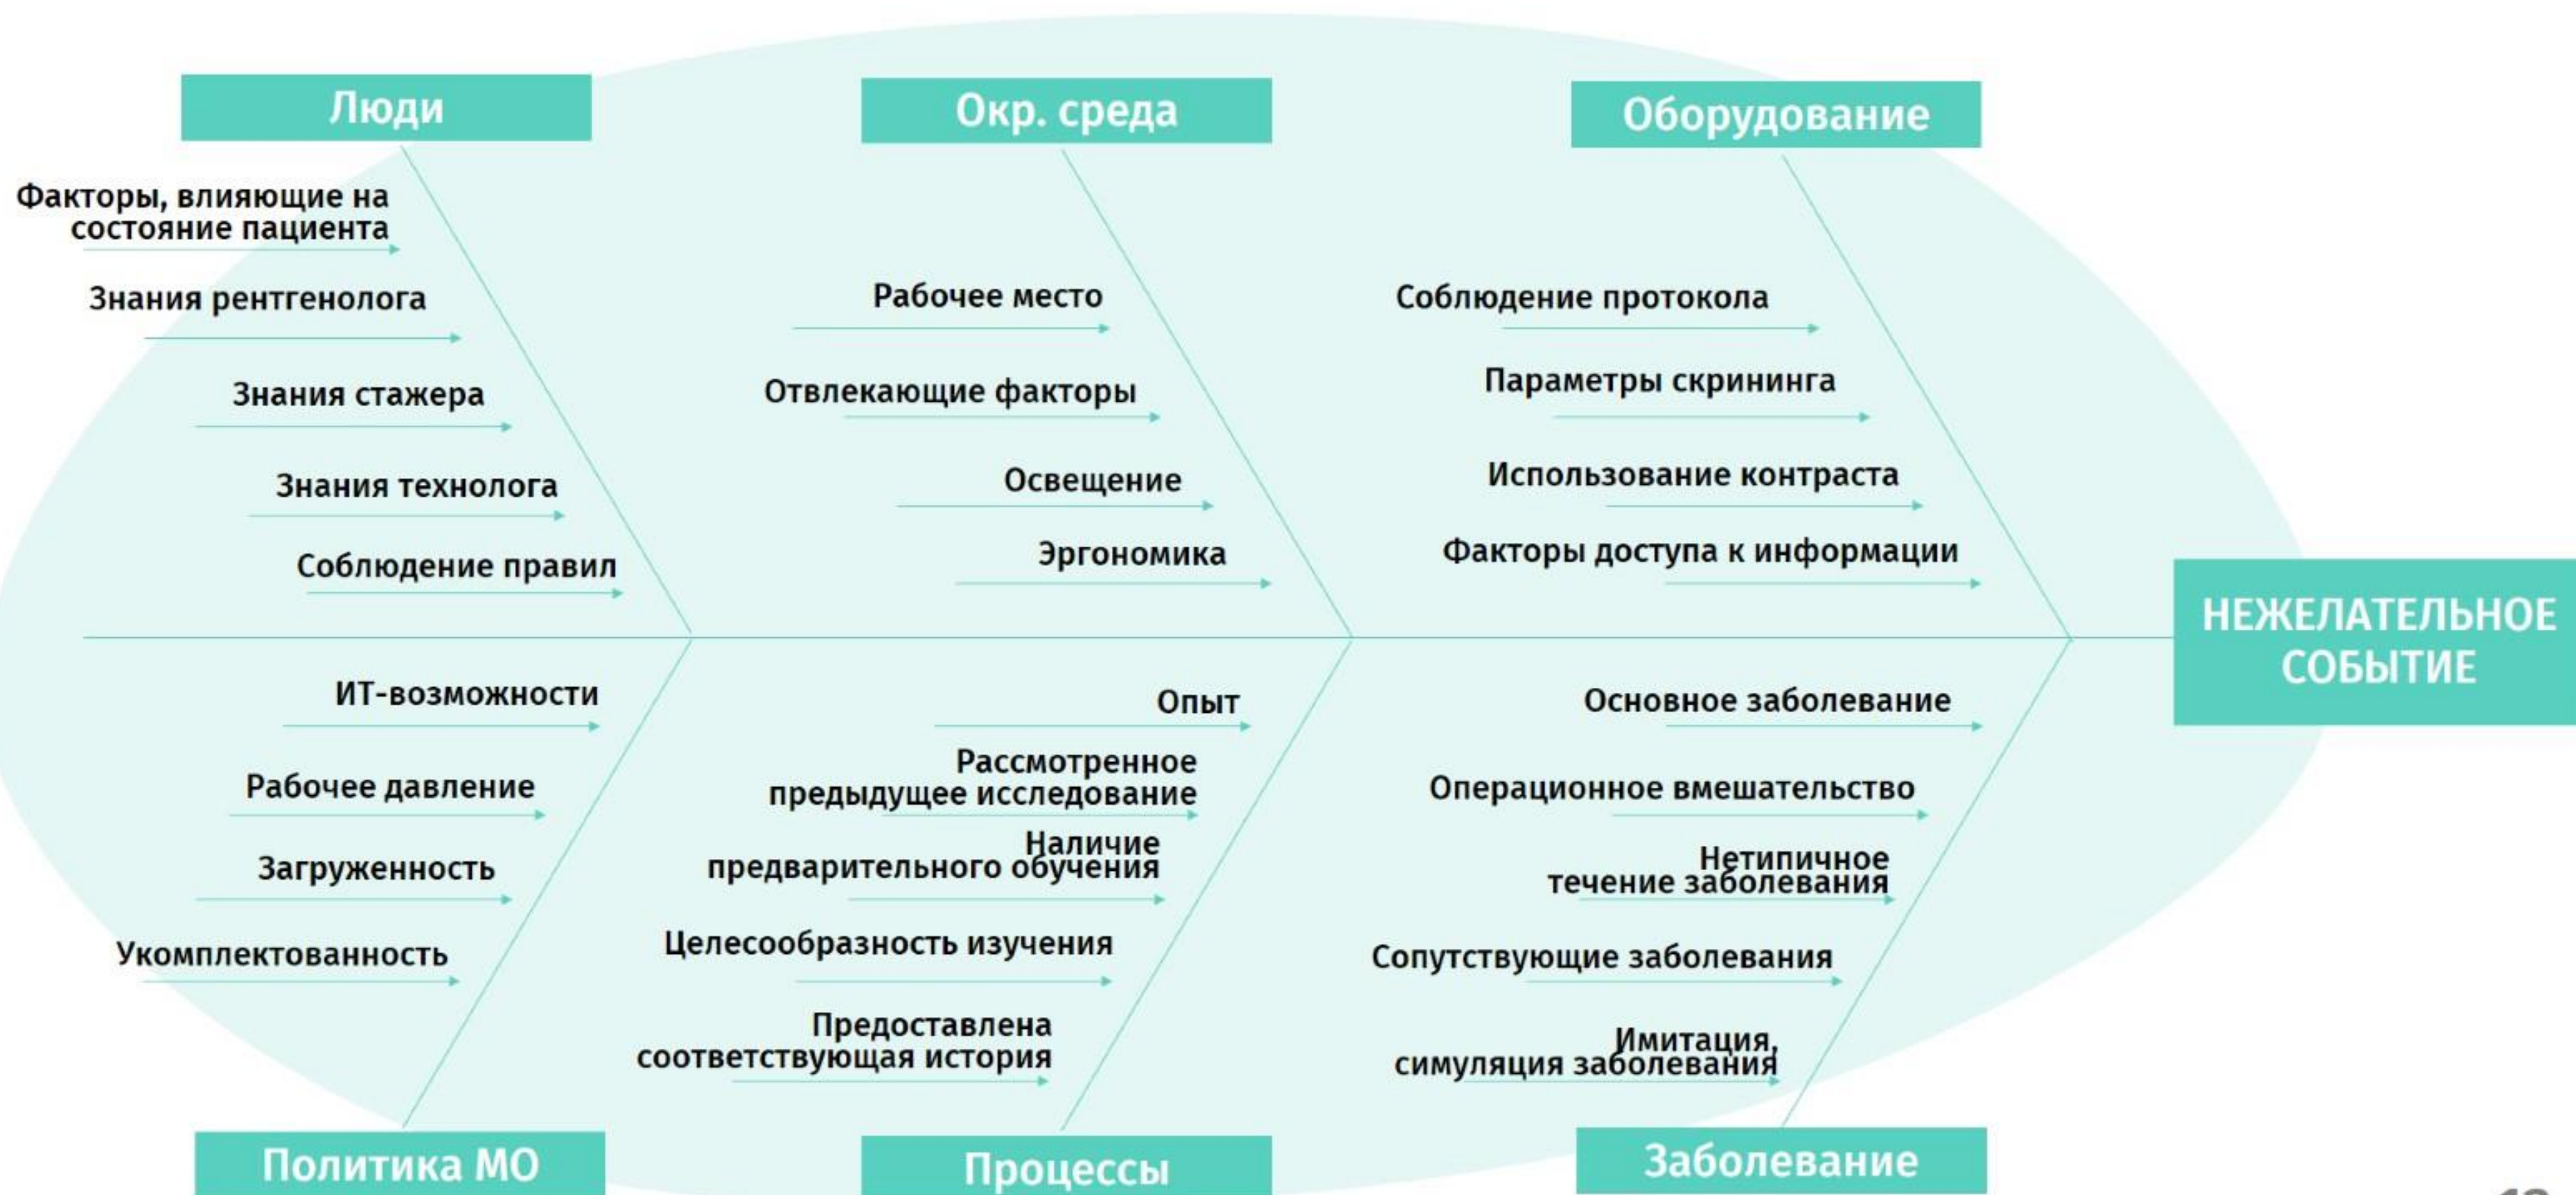 Люди
Окр. среда
Оборудование
Факторы, влияющие на
состояние пациента
Знания рентгенолога
Знания стажера
Знания технолога
Соблюдение правил
Рабочее место
Отвлекающие факторы
Освещение
Эргономика
Соблюдение протокола
Параметры скрининга
Использование контраста
Факторы доступа к информации
НЕЖЕЛАТЕЛЬНОЕ
СОБЫТИЕ
ИТ-возможности
Рабочее давление
Загруженность
Укомплектованность
Опыт
Рассмотренное
предыдущее исследование
Наличие
предварительного обучения
Целесообразность изучения
Предоставлена
соответствующая история
Основное заболевание
Операционное вмешательство
Нетипичное
течение заболевания
Сопутствующие заболевания
Имитация,
симуляция заболевания
Политика МО
Процессы
Заболевание